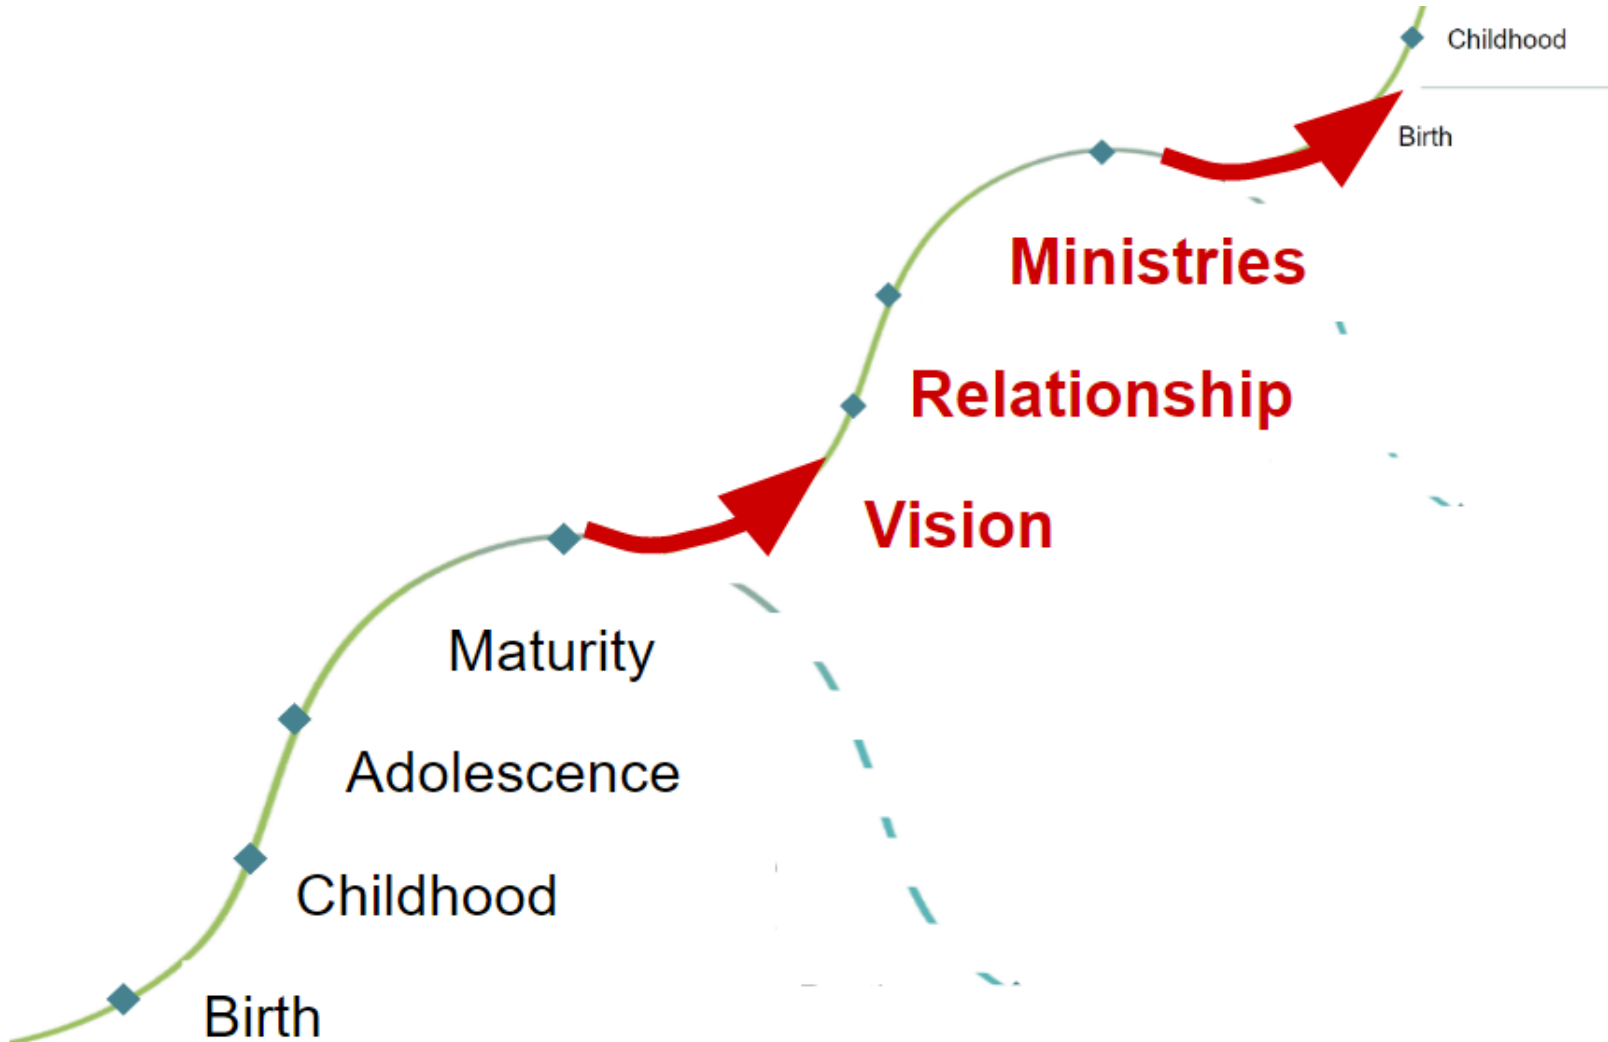 Childhood
Birth
Ministries
Relationship
Vision
Maturity
Adolescence
Childhood
Birth